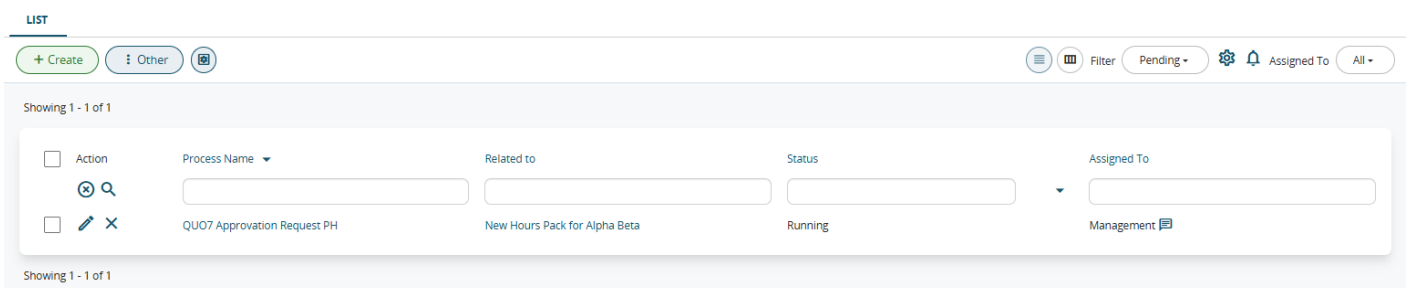 LIST
+ Create
Other
Filter
Pending
Assigned To
All
Showing 1 - 1 of 1
Action
Process Name
Related to
Status
Assigned To
QUO7 Approvation Request PH
New Hours Pack for Alpha Beta
Running
Management
Showing 1 - 1 of 1